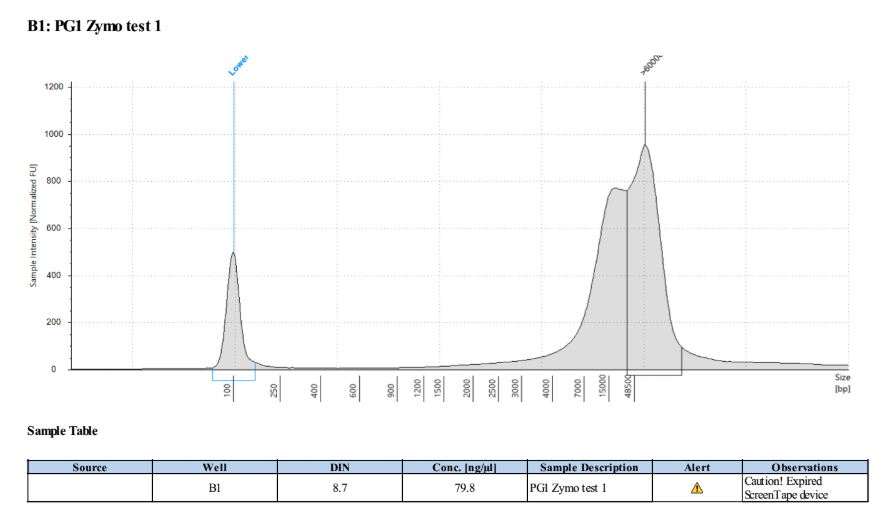 B1: PG1 Zymo test 1
Lower
>6000
1200
1000
800
600
400
200
0
Sample Intensity [Normalized FU]
100
250
400
600
900
1200
1500
2000
2500
3000
4000
7000
15000
48500
Size
[bp]
Sample Table
Source Well DIN Conc. [ng/µl] Sample Description Alert Observations
B1 8.7 79.8 PG1 Zymo test 1 Caution! Expired
ScreenTape device